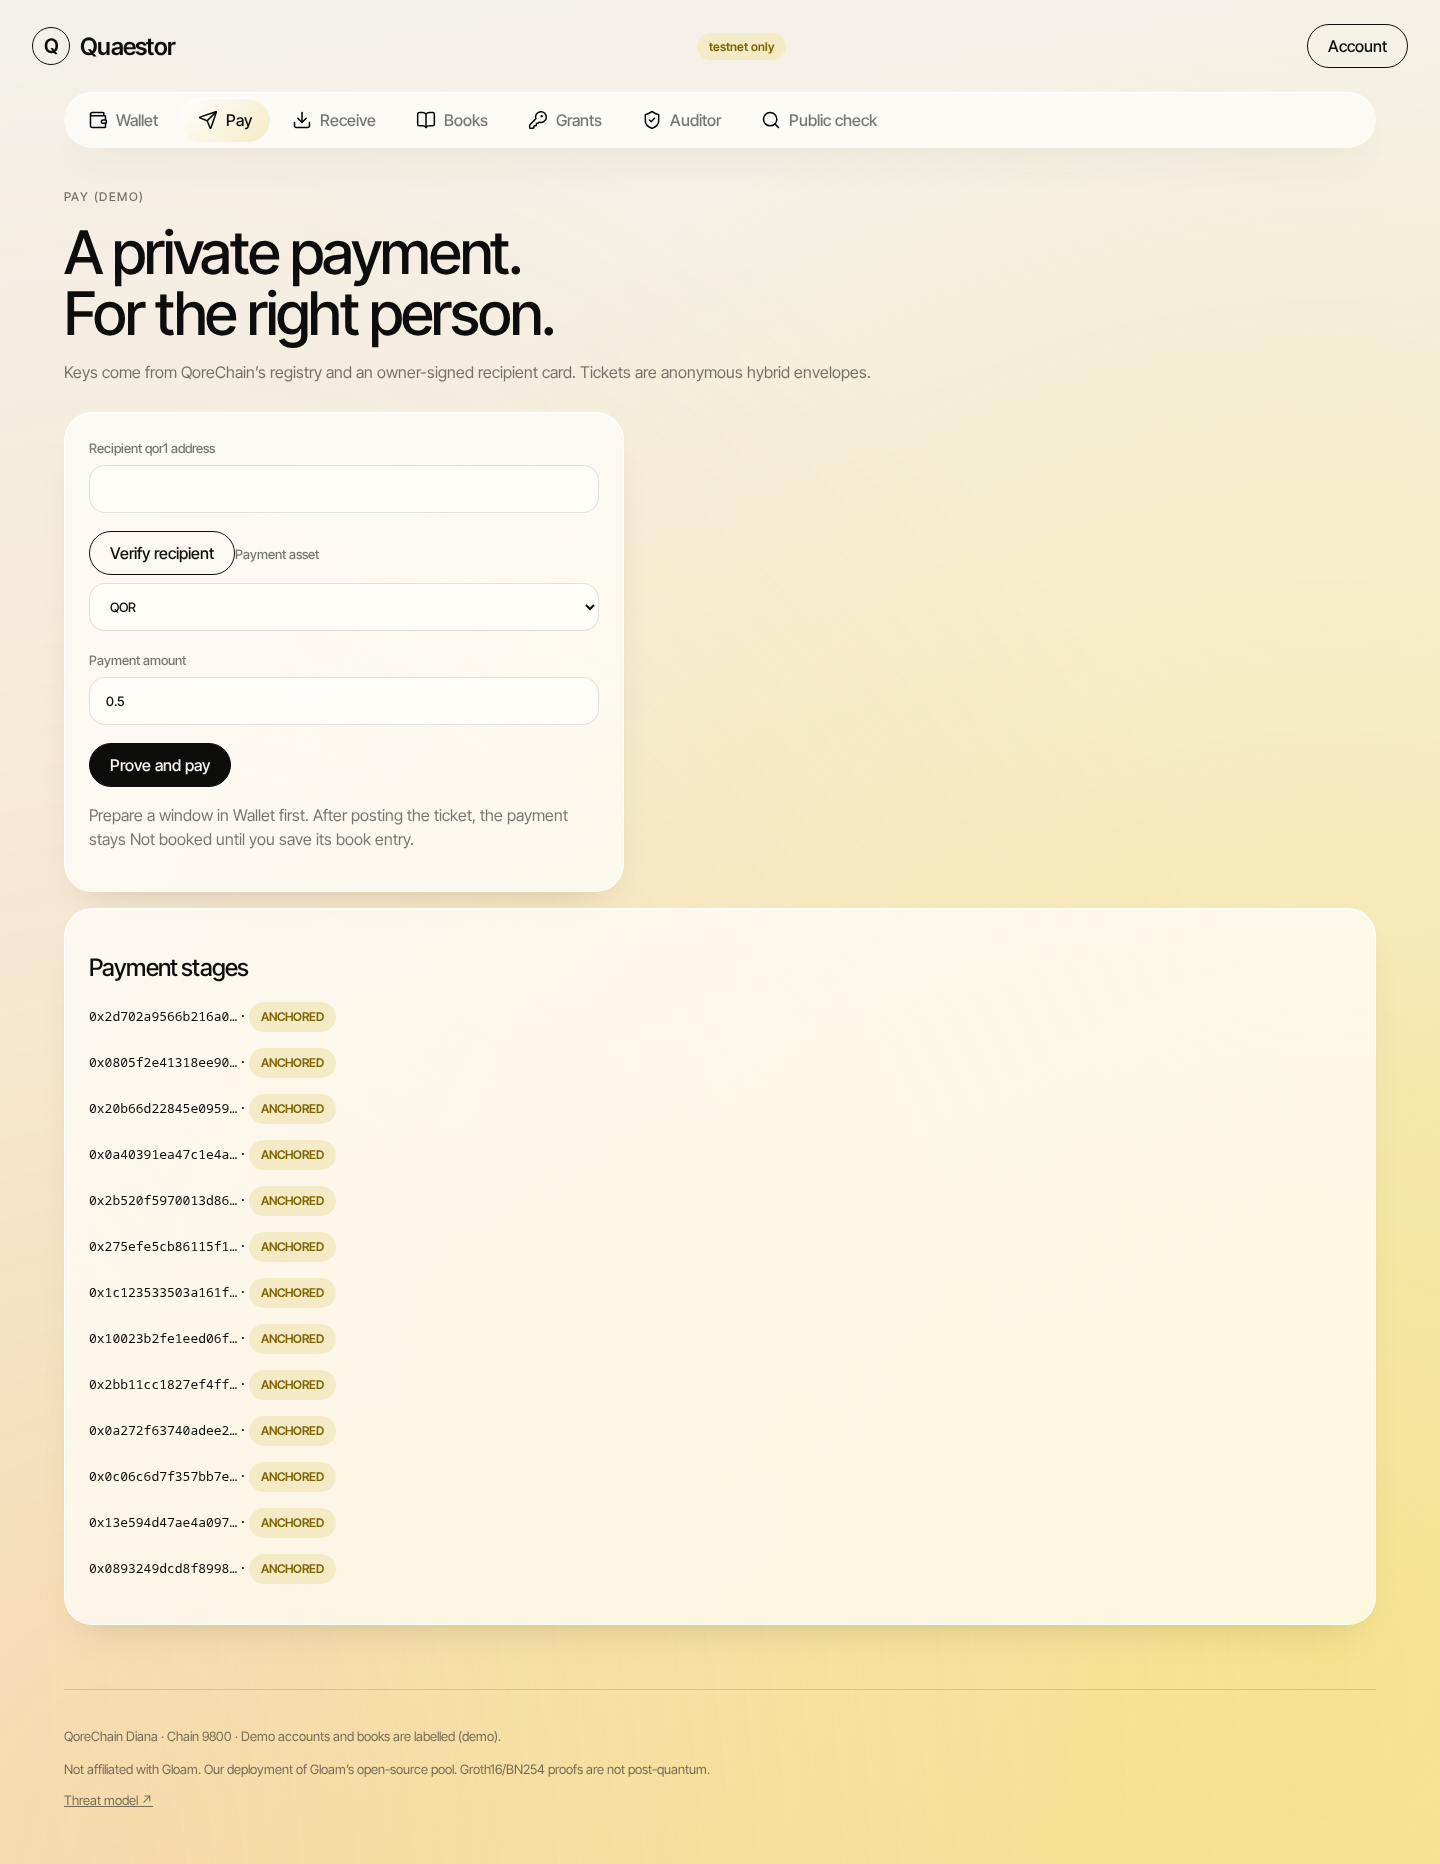 Q Quaestor
testnet only
Account
Wallet
Pay
Receive
Books
Grants
Auditor
Public check
PAY (DEMO)
A private payment.
For the right person.
Keys come from QoreChain’s registry and an owner-signed recipient card. Tickets are anonymous hybrid envelopes.
Recipient qor1 address
Verify recipient
Payment asset
QOR
Payment amount
0.5
Prove and pay
Prepare a window in Wallet first. After posting the ticket, the payment
stays Not booked until you save its book entry.
Payment stages
0x2d702a9566b216a0… · ANCHORED
0x0805f2e41318ee90… · ANCHORED
0x20b66d22845e0959… · ANCHORED
0x0a40391ea47c1e4a… · ANCHORED
0x2b520f5970013d86… · ANCHORED
0x275efe5cb86115f1… · ANCHORED
0x1c123533503a161f… · ANCHORED
0x10023b2fe1eed06f… · ANCHORED
0x2bb11cc1827ef4ff… · ANCHORED
0x0a272f63740adee2… · ANCHORED
0x0c06c6d7f357bb7e… · ANCHORED
0x13e594d47ae4a097… · ANCHORED
0x0893249dcd8f8998… · ANCHORED
QoreChain Diana · Chain 9800 · Demo accounts and books are labelled (demo).
Not affiliated with Gloam. Our deployment of Gloam’s open-source pool. Groth16/BN254 proofs are not post-quantum.
Threat model ↗